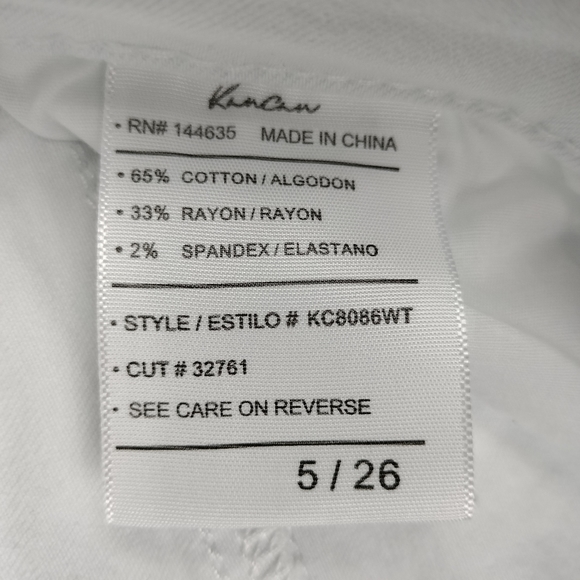 KanCan
• RN# 144635 MADE IN CHINA
• 65% COTTON / ALGODON
• 33% RAYON / RAYON
• 2% SPANDEX / ELASTANO
• STYLE / ESTILO # KC8086WT
• CUT # 32761
• SEE CARE ON REVERSE
5 / 26